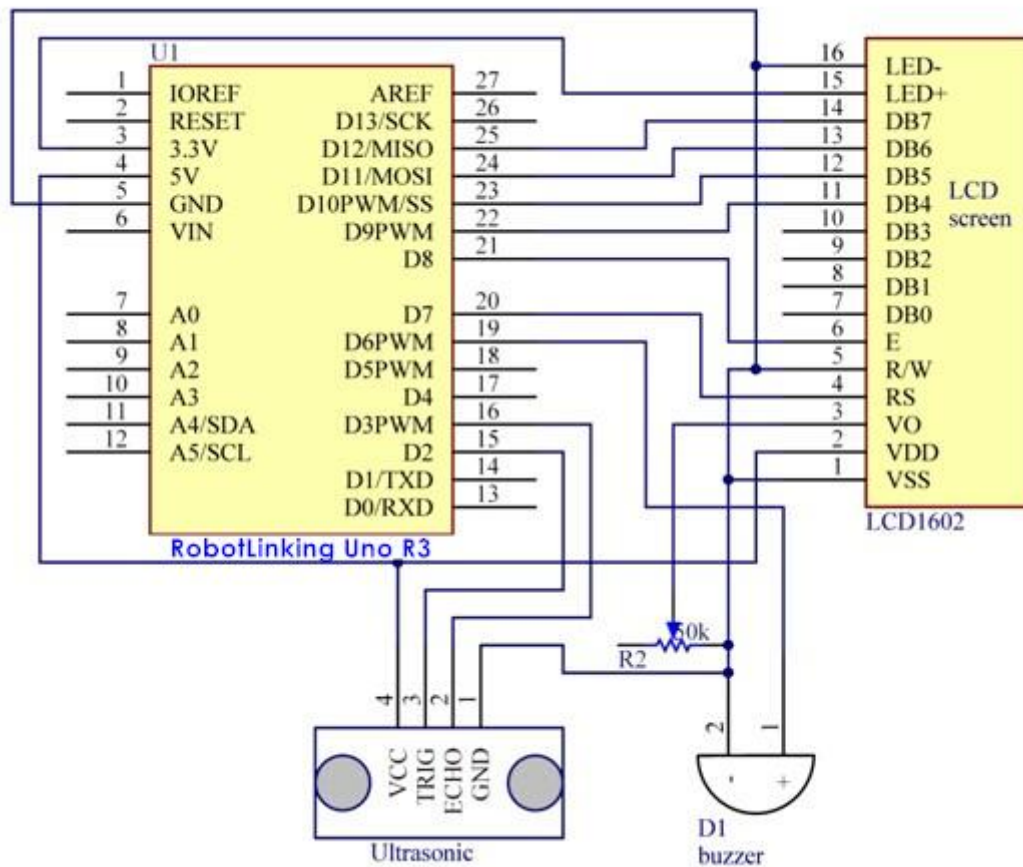 U1
1 IOREF
2 RESET
3 3.3V
4 5V
5 GND
6 VIN
7 A0
8 A1
9 A2
10 A3
11 A4/SDA
12 A5/SCL
AREF 27
D13/SCK 26
D12/MISO 25
D11/MOSI 24
D10PWM/SS 23
D9PWM 22
D8 21
D7 20
D6PWM 19
D5PWM 18
D4 17
D3PWM 16
D2 15
D1/TXD 14
D0/RXD 13
RobotLinking Uno R3
16 LED-
15 LED+
14 DB7
13 DB6
12 DB5
11 DB4
10 DB3
9 DB2
8 DB1
7 DB0
6 E
5 R/W
4 RS
3 VO
2 VDD
1 VSS
LCD
screen
LCD1602
50k
R2
4 VCC
3 TRIG
2 ECHO
1 GND
Ultrasonic
2 -
1 +
D1
buzzer